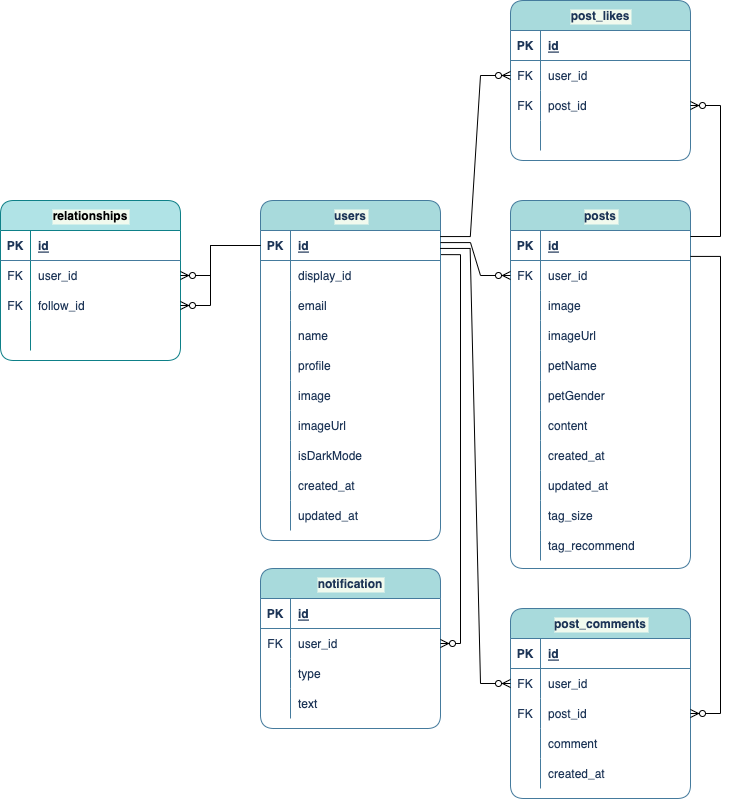 post_likes
PK id
FK user_id
FK post_id
relationships
PK id
FK user_id
FK follow_id
users
PK id
display_id
email
name
profile
image
imageUrl
isDarkMode
created_at
updated_at
posts
PK id
FK user_id
image
imageUrl
petName
petGender
content
created_at
updated_at
tag_size
tag_recommend
notification
PK id
FK user_id
type
text
post_comments
PK id
FK user_id
FK post_id
comment
created_at